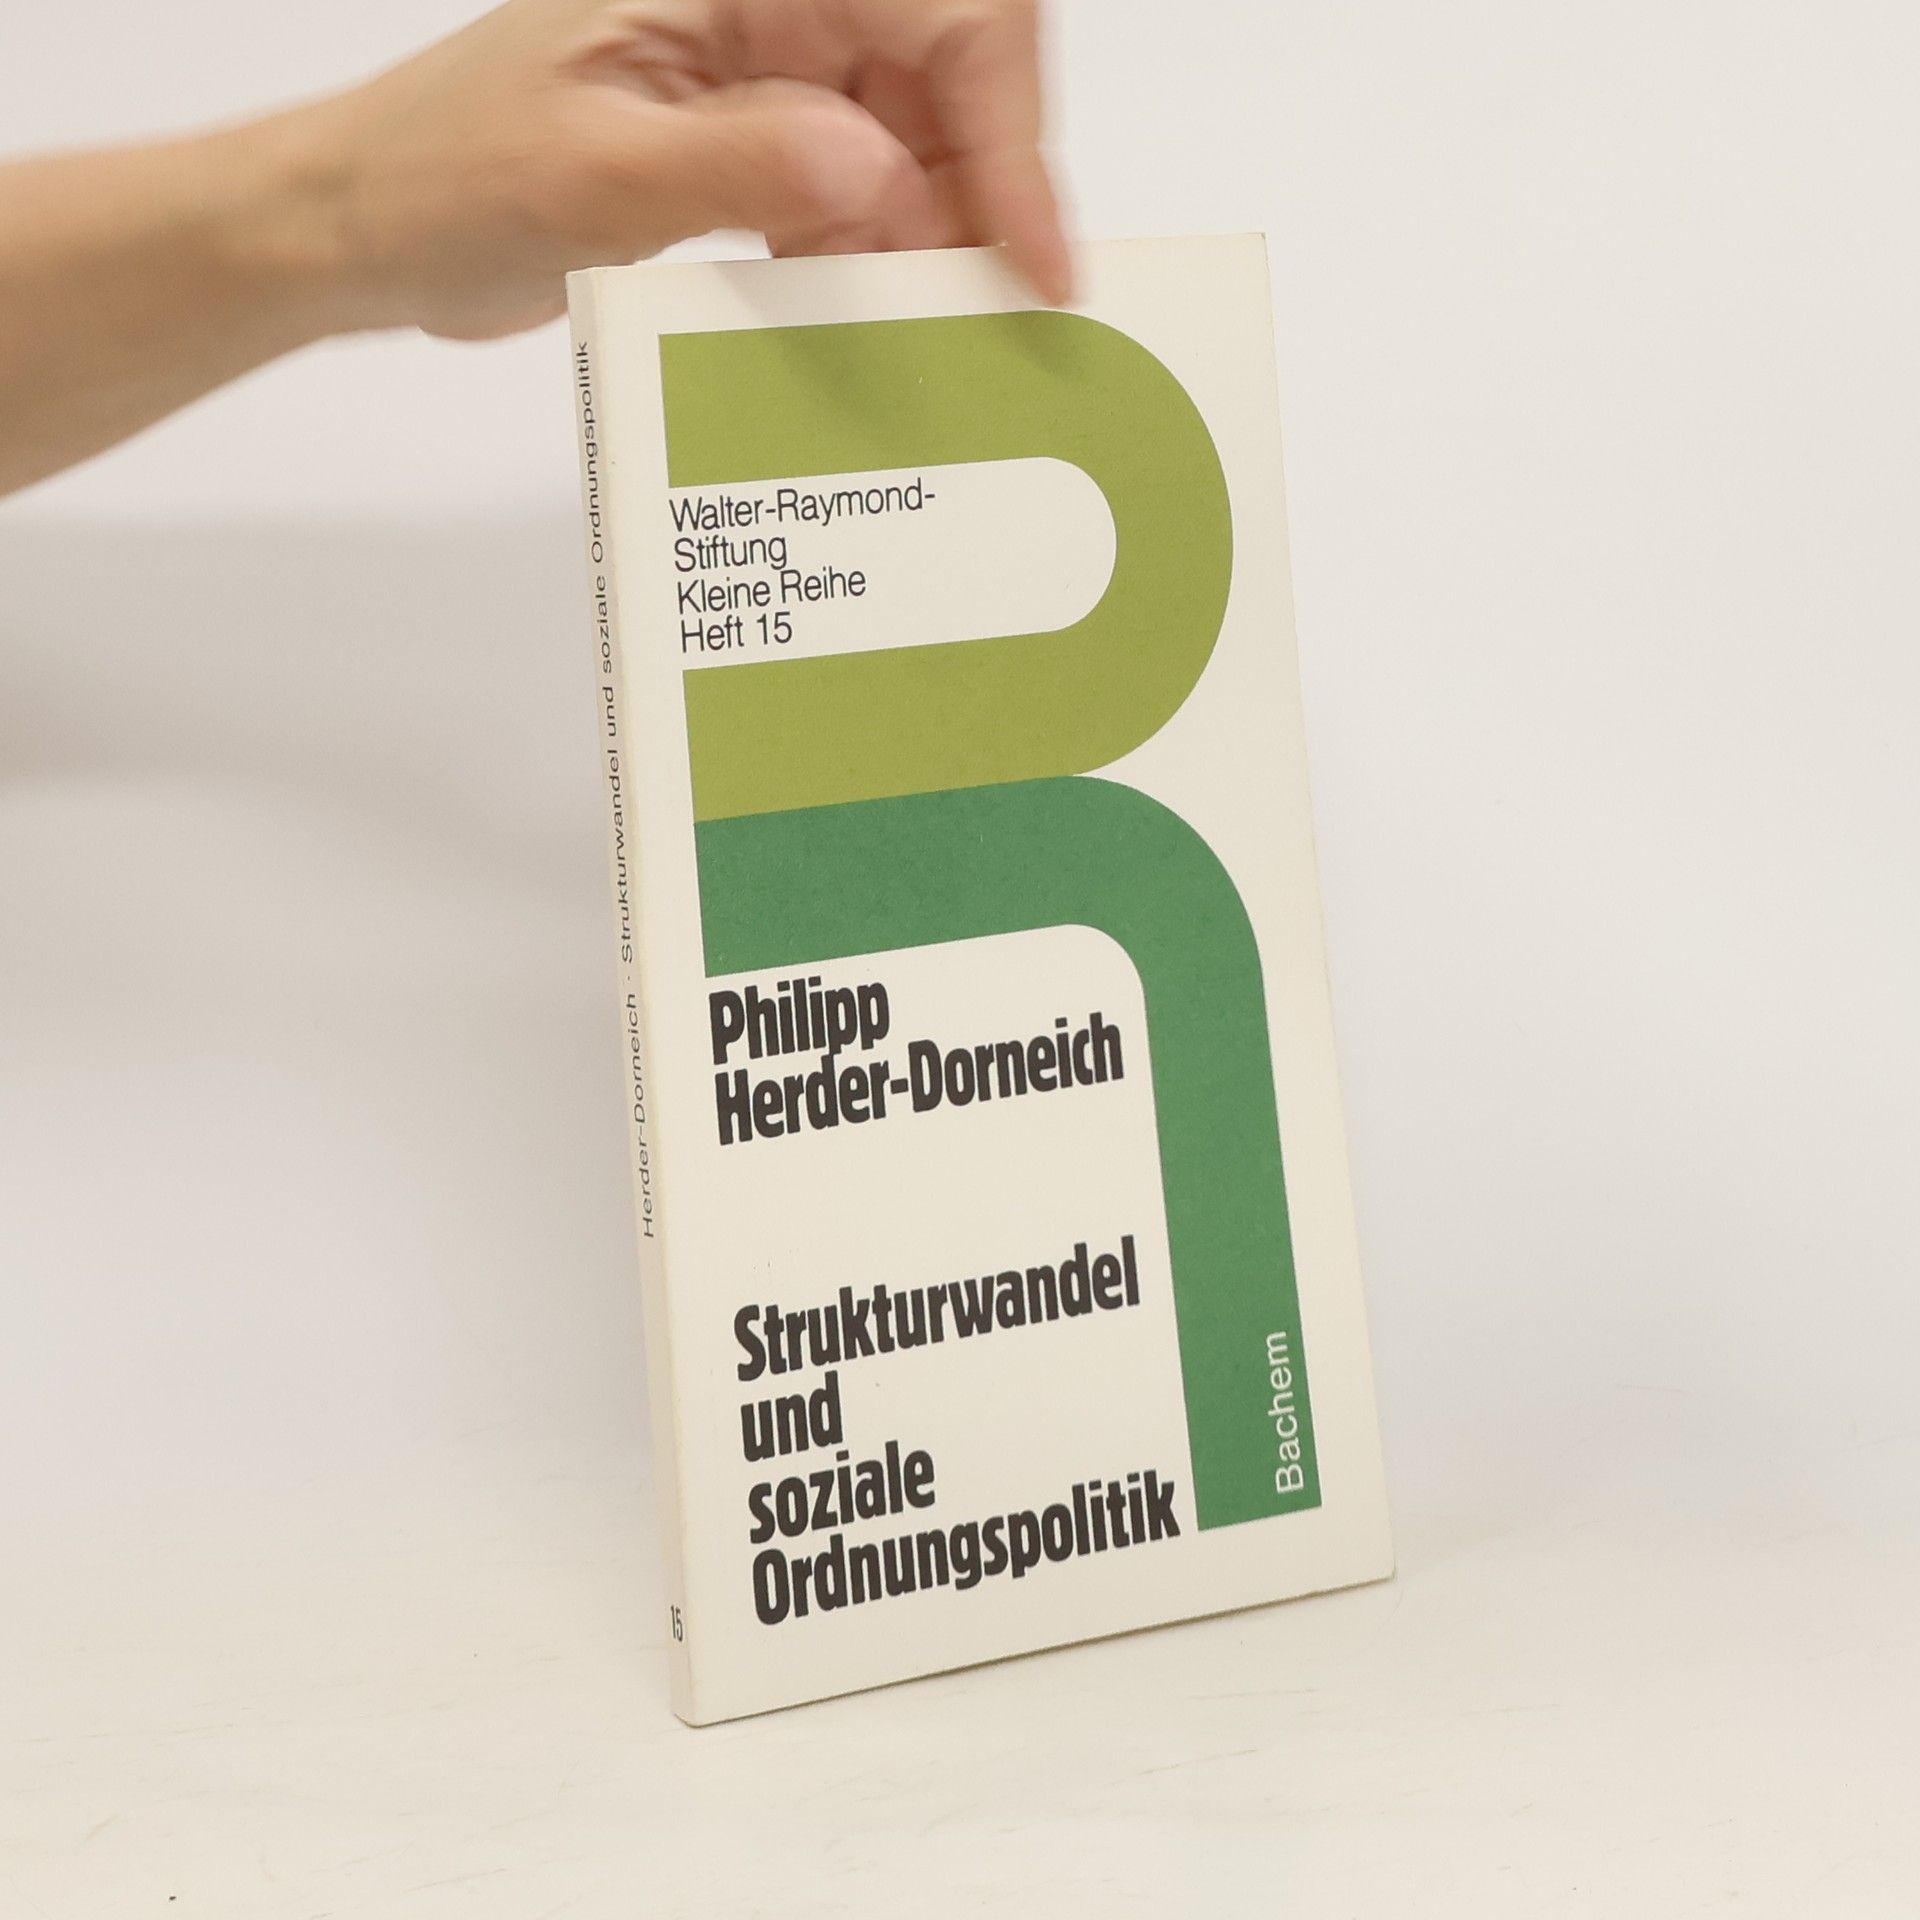 Walter-Raymond-
Stiftung
Kleine Reihe
Heft 15
Philipp
Herder-Dorneich
Strukturwandel
und
soziale
Ordnungspolitik
Bachem
Herder-Dorneich · Strukturwandel und soziale Ordnungspolitik
15